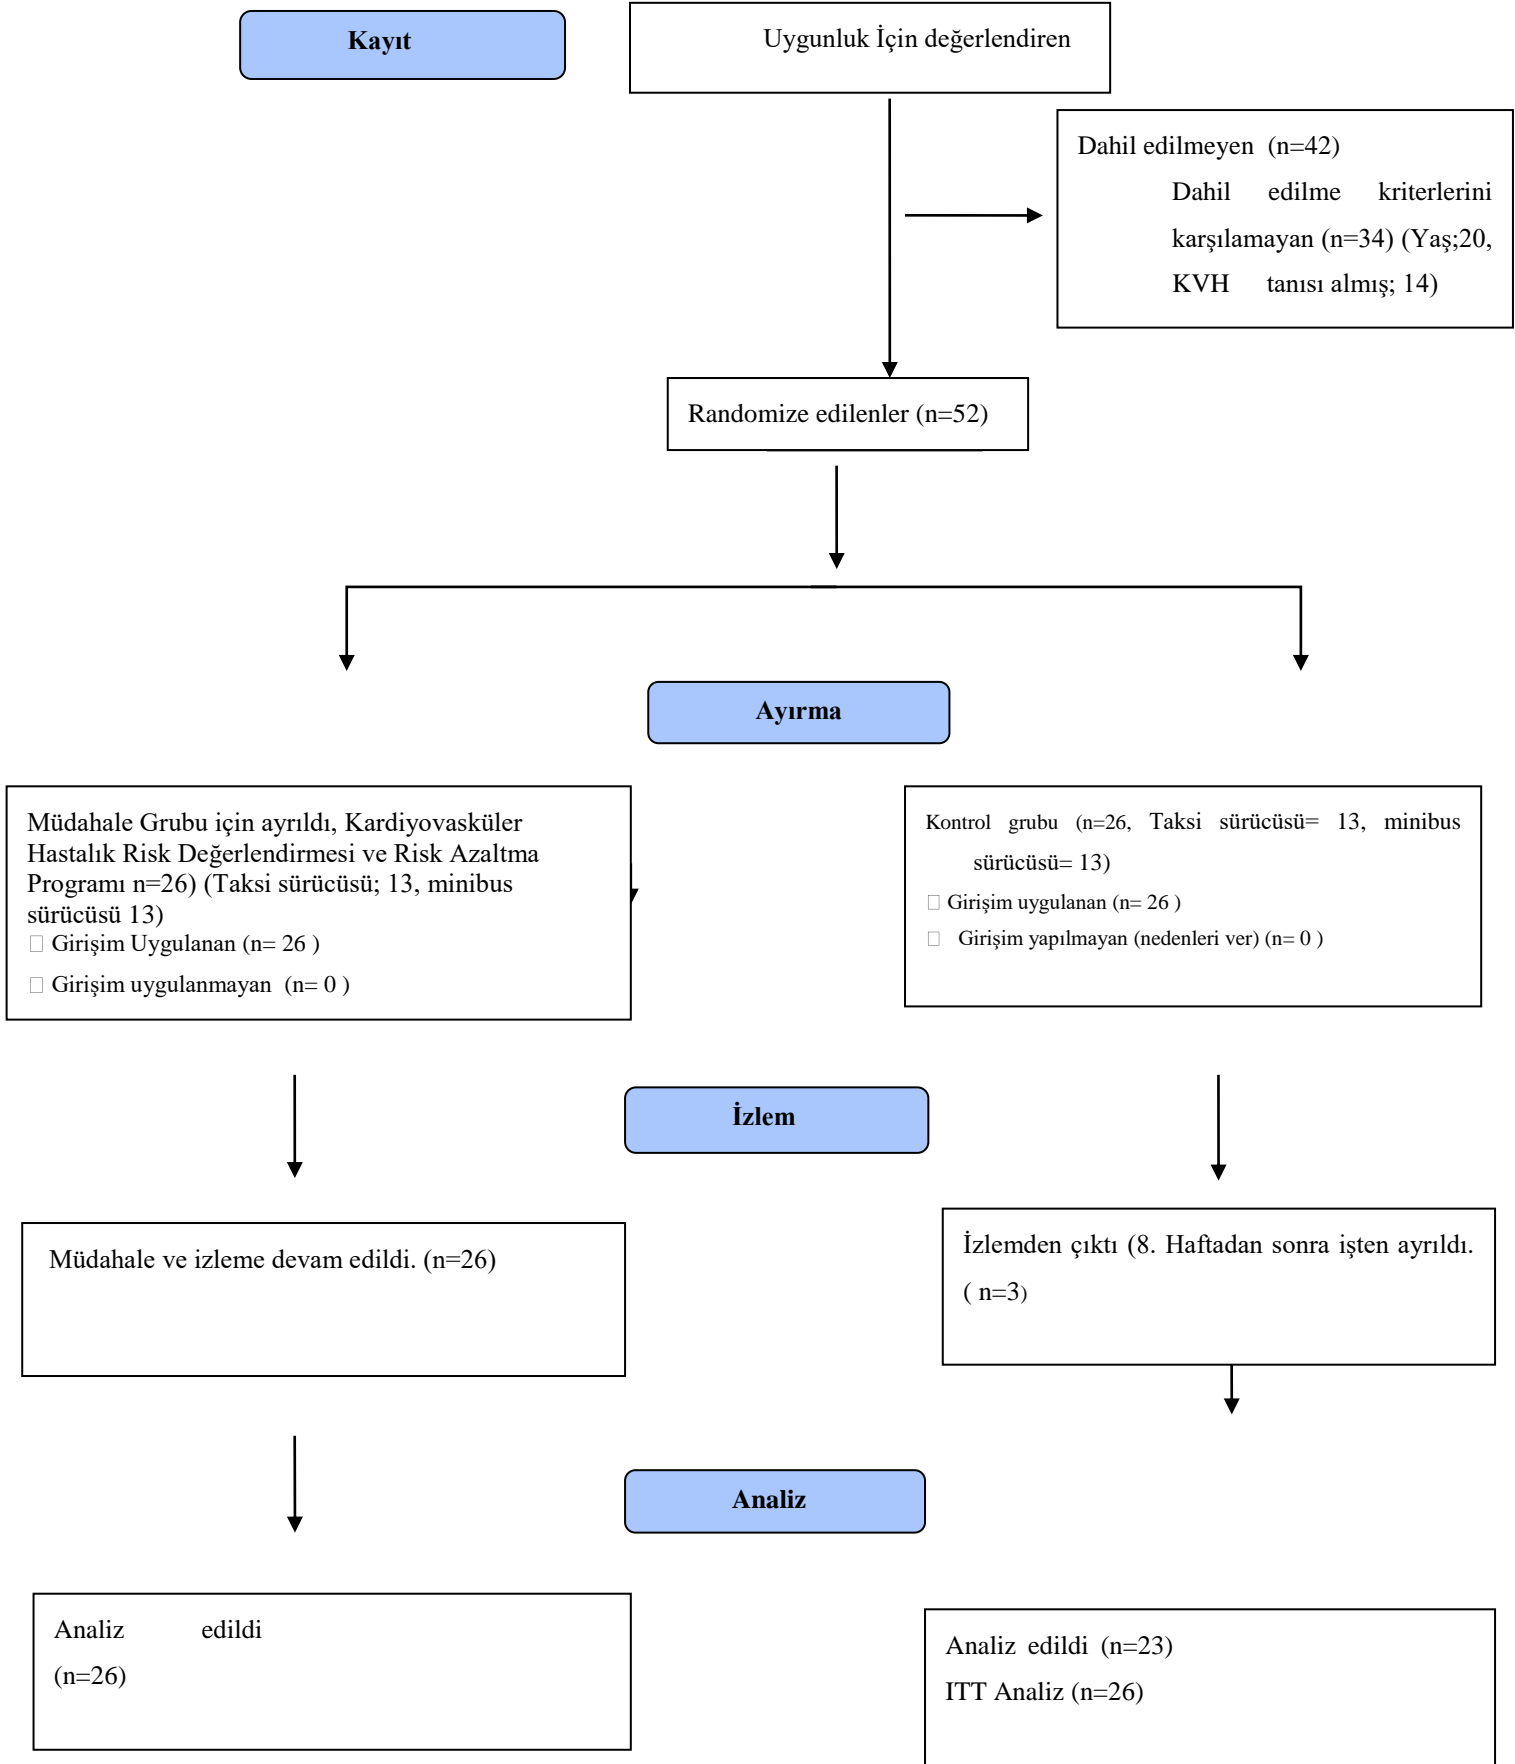 Kayıt
Uygunluk İçin değerlendiren
Dahil edilmeyen (n=42)
Dahil edilme kriterlerini
karşılamayan (n=34) (Yaş;20,
KVH tanısı almış; 14)
Randomize edilenler (n=52)
Ayırma
Müdahale Grubu için ayrıldı, Kardiyovasküler
Hastalık Risk Değerlendirmesi ve Risk Azaltma
Programı n=26) (Taksi sürücüsü; 13, minibus
sürücüsü 13)
□ Girişim Uygulanan (n= 26 )
□ Girişim uygulanmayan (n= 0 )
Kontrol grubu (n=26, Taksi sürücüsü= 13, minibus
sürücüsü= 13)
□ Girişim uygulanan (n= 26 )
□ Girişim yapılmayan (nedenleri ver) (n= 0 )
İzlem
Müdahale ve izleme devam edildi. (n=26)
İzlemden çıktı (8. Haftadan sonra işten ayrıldı.
( n=3)
Analiz
Analiz edildi
(n=26)
Analiz edildi (n=23)
ITT Analiz (n=26)